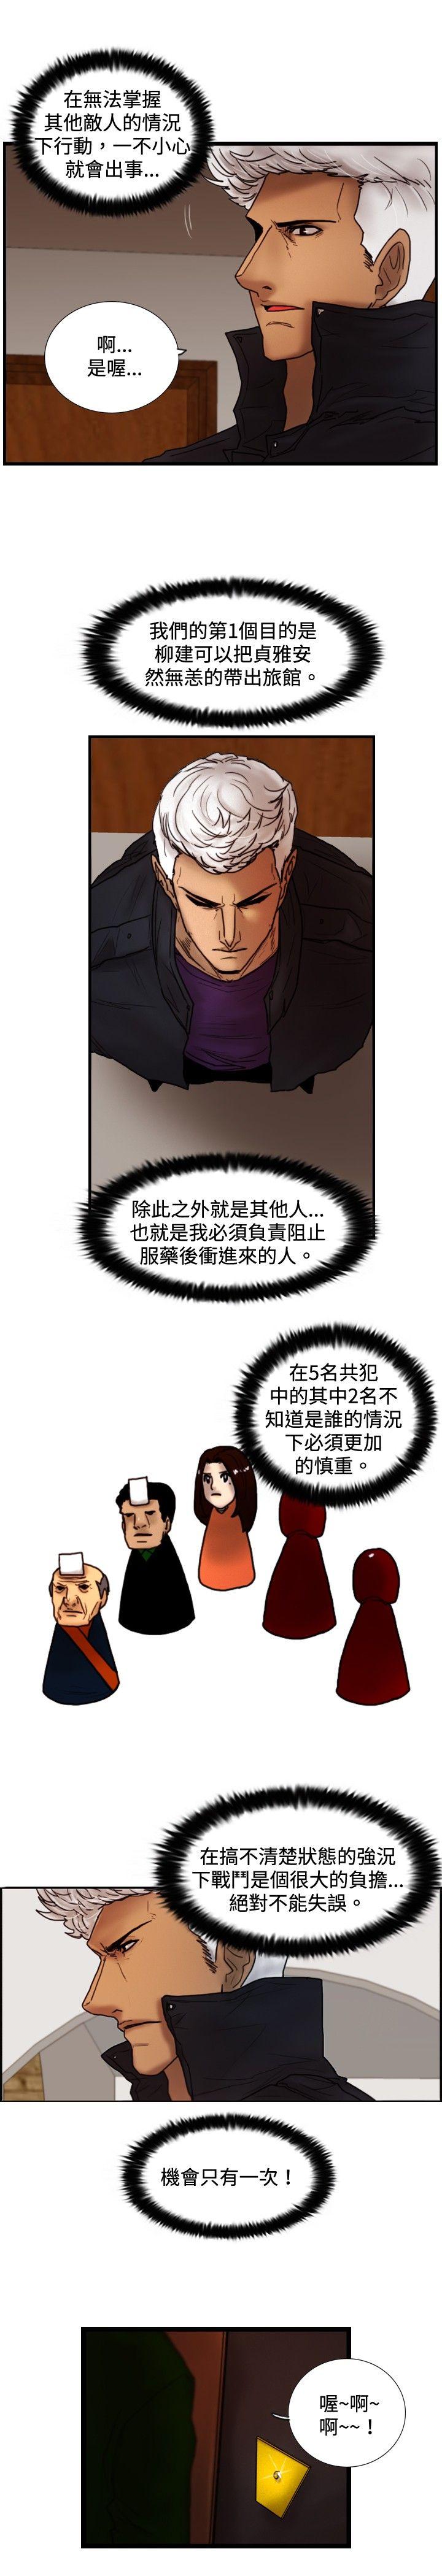 在無法掌握
其他敵人的情況
下行動，一不小心
就會出事...
啊...
是喔...
我們的第1個目的是
柳建可以把貞雅安
然無恙的帶出旅館。
除此之外就是其他人...
也就是我必須負責阻止
服藥後衝進來的人。
在5名共犯
中的其中2名不
知道是誰的情況
下必須更加
的慎重。
在搞不清楚狀態的強況
下戰鬥是個很大的負擔...
絕對不能失誤。
機會只有一次！
喔~啊~
啊~~！